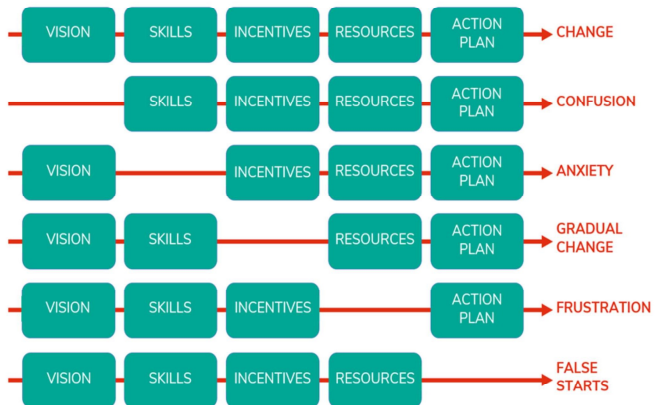 VISION SKILLS INCENTIVES RESOURCES ACTION PLAN CHANGE
SKILLS INCENTIVES RESOURCES ACTION PLAN CONFUSION
VISION INCENTIVES RESOURCES ACTION PLAN ANXIETY
VISION SKILLS RESOURCES ACTION PLAN GRADUAL CHANGE
VISION SKILLS INCENTIVES ACTION PLAN FRUSTRATION
VISION SKILLS INCENTIVES RESOURCES FALSE STARTS